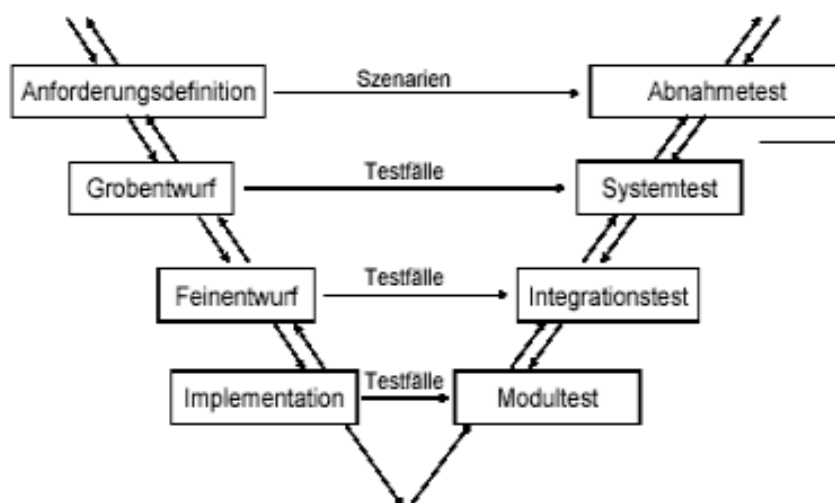 Szenarien
Anforderungsdefinition
Abnahmetest
Testfälle
Grobentwurf
Systemtest
Testfälle
Feinentwurf
Integrationstest
Testfälle
Implementation
Modultest